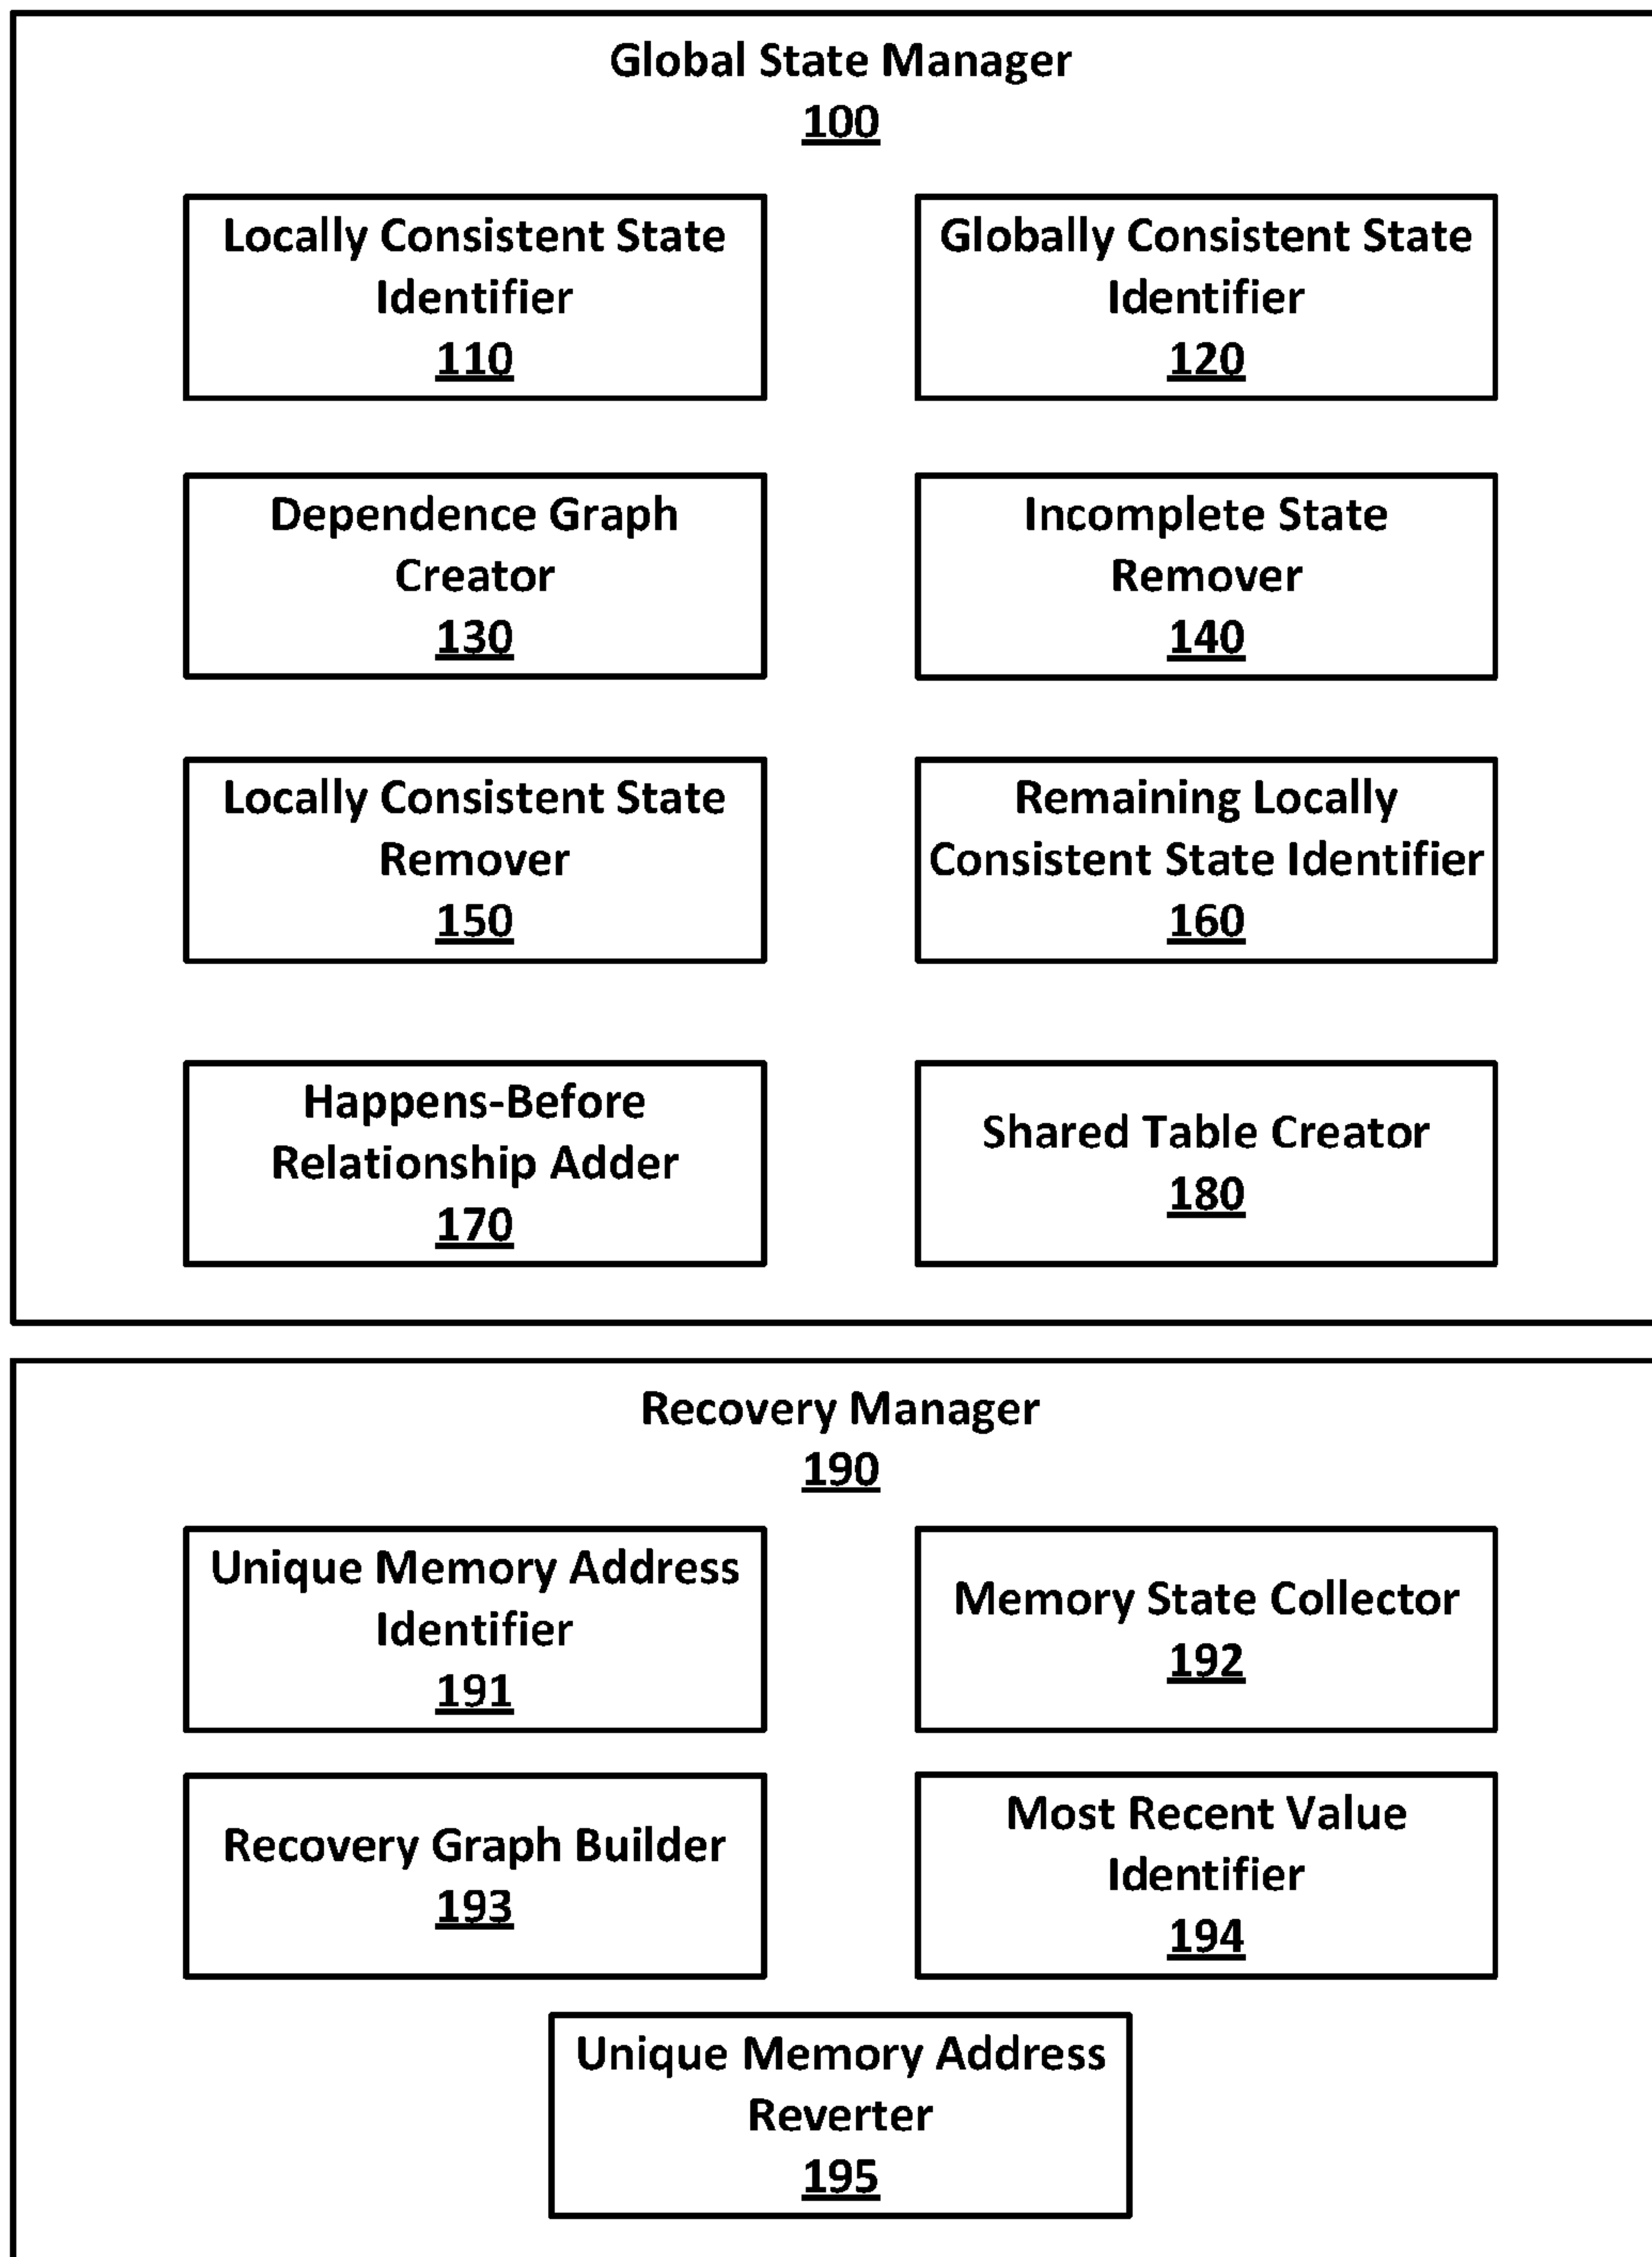 Global State Manager
100
Locally Consistent State
Identifier
110
Globally Consistent State
Identifier
120
Dependence Graph
Creator
130
Incomplete State
Remover
140
Locally Consistent State
Remover
150
Remaining Locally
Consistent State Identifier
160
Happens-Before
Relationship Adder
170
Shared Table Creator
180
Recovery Manager
190
Unique Memory Address
Identifier
191
Memory State Collector
192
Recovery Graph Builder
193
Most Recent Value
Identifier
194
Unique Memory Address
Reverter
195